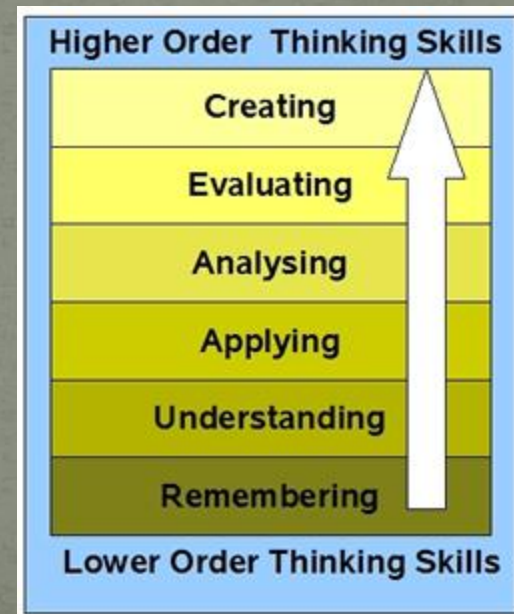 Higher Order Thinking Skills
Creating
Evaluating
Analysing
Applying
Understanding
Remembering
Lower Order Thinking Skills